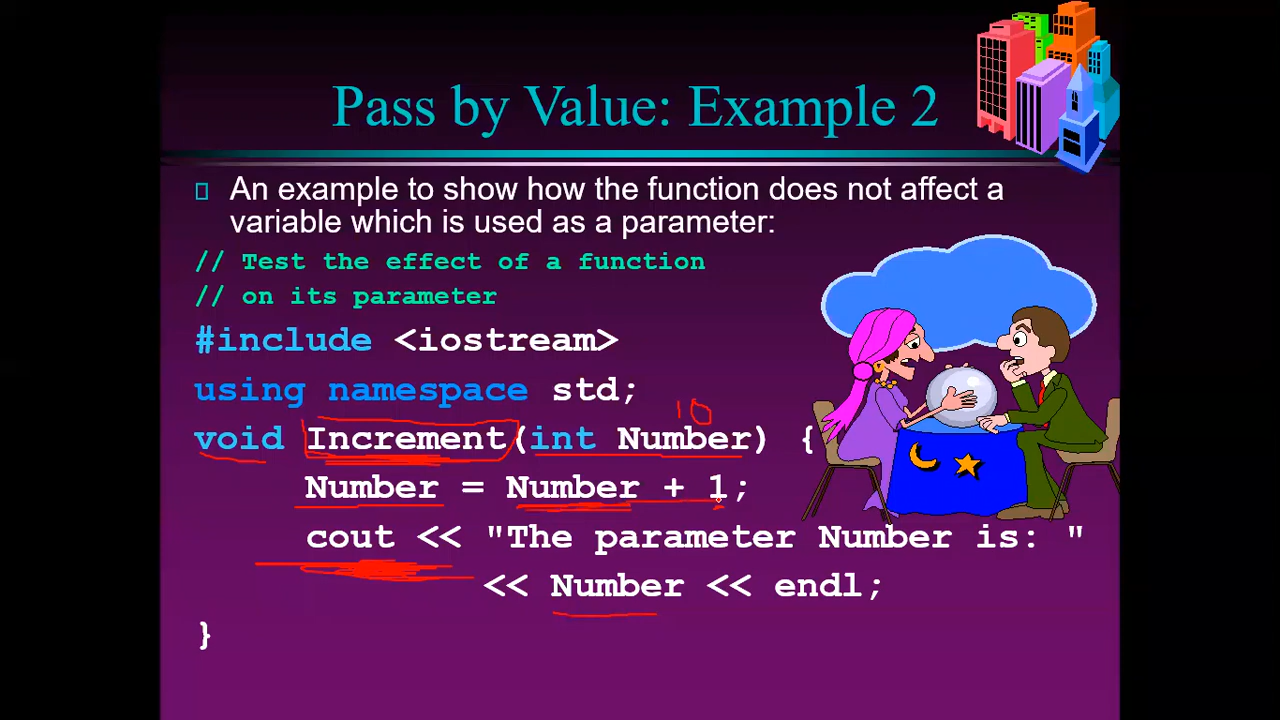 Pass by Value: Example 2
An example to show how the function does not affect a
variable which is used as a parameter:
// Test the effect of a function
// on its parameter
#include <iostream>
using namespace std;
10
void Increment(int Number) {
Number = Number + 1;
cout << "The parameter Number is: "
<< Number << endl;
}